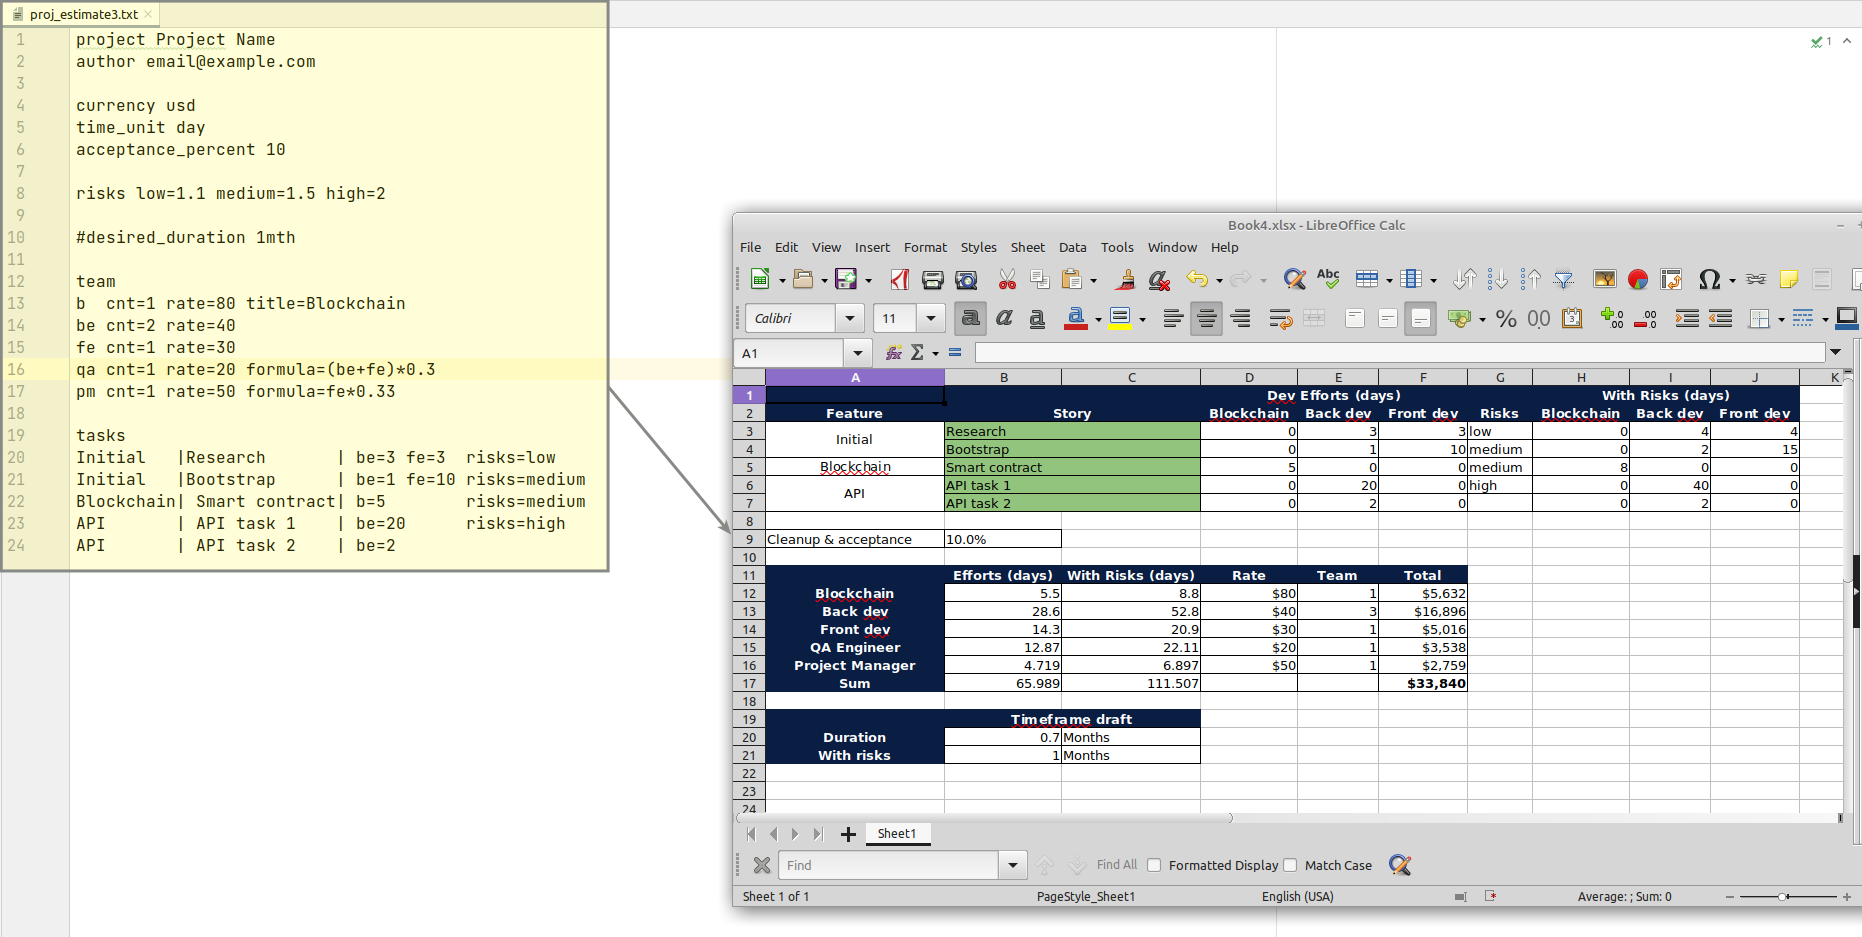 proj_estimate3.txt
1 project Project Name
2 author email@example.com
3
4 currency usd
5 time_unit day
6 acceptance_percent 10
7
8 risks low=1.1 medium=1.5 high=2
9
10 #desired_duration 1mth
11
12 team
13 b  cnt=1 rate=80 title=Blockchain
14 be cnt=2 rate=40
15 fe cnt=1 rate=30
16 qa cnt=1 rate=20 formula=(be+fe)*0.3
17 pm cnt=1 rate=50 formula=fe*0.33
18
19 tasks
20 Initial   |Research       | be=3 fe=3  risks=low
21 Initial   |Bootstrap      | be=1 fe=10 risks=medium
22 Blockchain| Smart contract| b=5        risks=medium
23 API       | API task 1    | be=20      risks=high
24 API       | API task 2    | be=2
1
Book4.xlsx - LibreOffice Calc
File Edit View Insert Format Styles Sheet Data Tools Window Help
Calibri 11
A1
A B C D E F G H I J K
1 Dev Efforts (days) With Risks (days)
2 Feature Story Blockchain Back dev Front dev Risks Blockchain Back dev Front dev
3 Initial Research 0 3 3 low 0 4 4
4 Bootstrap 0 1 10 medium 0 2 15
5 Blockchain Smart contract 5 0 0 medium 8 0 0
6 API API task 1 0 20 0 high 0 40 0
7 API task 2 0 2 0 0 2 0
8
9 Cleanup & acceptance 10.0%
10
11 Efforts (days) With Risks (days) Rate Team Total
12 Blockchain 5.5 8.8 $80 1 $5,632
13 Back dev 28.6 52.8 $40 3 $16,896
14 Front dev 14.3 20.9 $30 1 $5,016
15 QA Engineer 12.87 22.11 $20 1 $3,538
16 Project Manager 4.719 6.897 $50 1 $2,759
17 Sum 65.989 111.507 $33,840
18
19 Timeframe draft
20 Duration 0.7 Months
21 With risks 1 Months
22
23
24
Sheet1
Find Find All Formatted Display Match Case
Sheet 1 of 1 PageStyle_Sheet1 English (USA) Average: ; Sum: 0